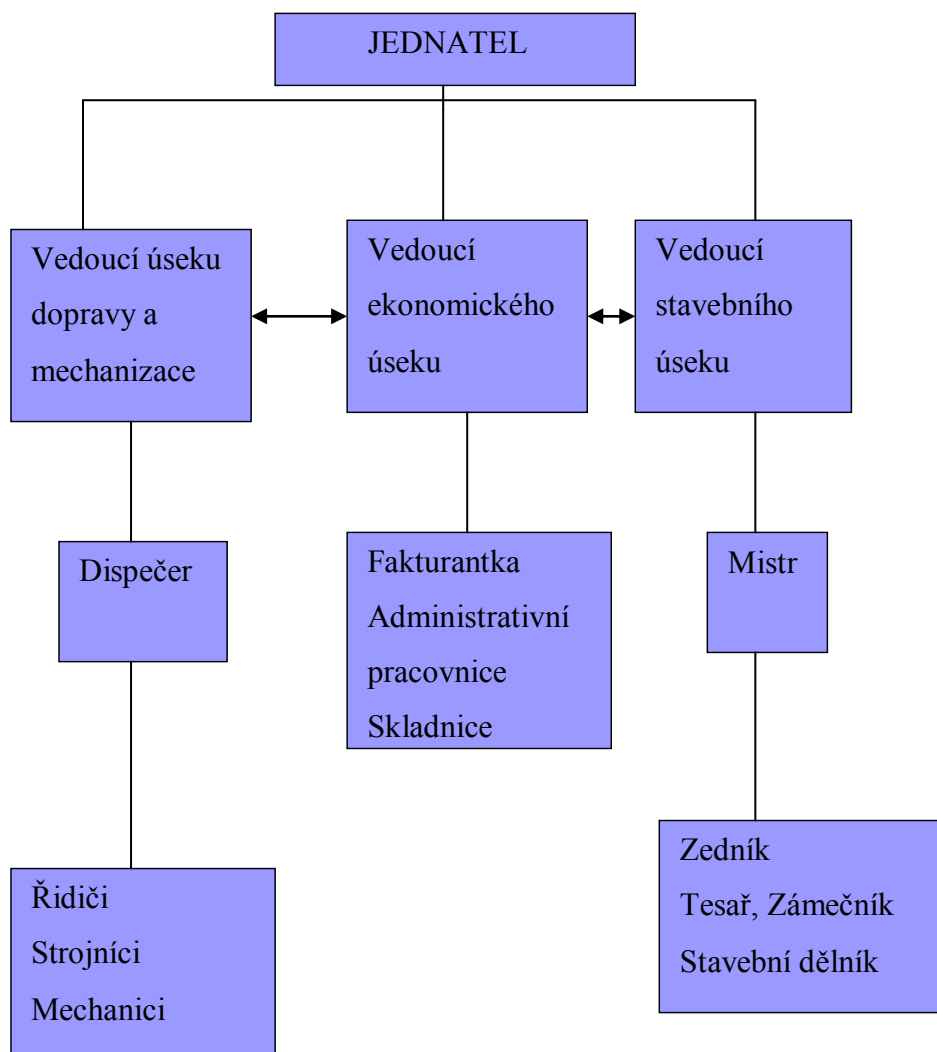 JEDNATEL
Vedoucí úseku
dopravy a
mechanizace
Vedoucí
ekonomického
úseku
Vedoucí
stavebního
úseku
Dispečer
Fakturantka
Administrativní
pracovnice
Skladnice
Mistr
Řidiči
Strojníci
Mechanici
Zedník
Tesař, Zámečník
Stavební dělník